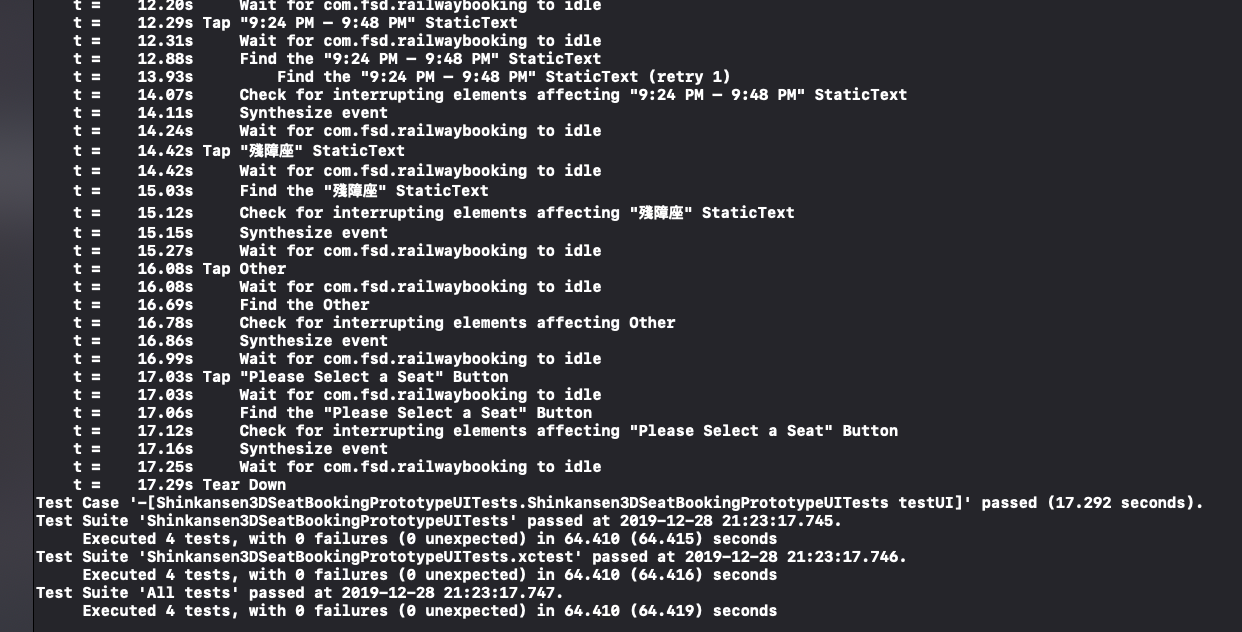 t =    12.20s     Wait for com.fsd.railwaybooking to idle
t =    12.29s Tap "9:24 PM – 9:48 PM" StaticText
t =    12.31s     Wait for com.fsd.railwaybooking to idle
t =    12.88s     Find the "9:24 PM – 9:48 PM" StaticText
t =    13.93s         Find the "9:24 PM – 9:48 PM" StaticText (retry 1)
t =    14.07s     Check for interrupting elements affecting "9:24 PM – 9:48 PM" StaticText
t =    14.11s     Synthesize event
t =    14.24s     Wait for com.fsd.railwaybooking to idle
t =    14.42s Tap "殘障座" StaticText
t =    14.42s     Wait for com.fsd.railwaybooking to idle
t =    15.03s     Find the "殘障座" StaticText
t =    15.12s     Check for interrupting elements affecting "殘障座" StaticText
t =    15.15s     Synthesize event
t =    15.27s     Wait for com.fsd.railwaybooking to idle
t =    16.08s Tap Other
t =    16.08s     Wait for com.fsd.railwaybooking to idle
t =    16.69s     Find the Other
t =    16.78s     Check for interrupting elements affecting Other
t =    16.86s     Synthesize event
t =    16.99s     Wait for com.fsd.railwaybooking to idle
t =    17.03s Tap "Please Select a Seat" Button
t =    17.03s     Wait for com.fsd.railwaybooking to idle
t =    17.06s     Find the "Please Select a Seat" Button
t =    17.12s     Check for interrupting elements affecting "Please Select a Seat" Button
t =    17.16s     Synthesize event
t =    17.25s     Wait for com.fsd.railwaybooking to idle
t =    17.29s Tear Down
Test Case '-[Shinkansen3DSeatBookingPrototypeUITests.Shinkansen3DSeatBookingPrototypeUITests testUI]' passed (17.292 seconds).
Test Suite 'Shinkansen3DSeatBookingPrototypeUITests' passed at 2019-12-28 21:23:17.745.
Executed 4 tests, with 0 failures (0 unexpected) in 64.410 (64.415) seconds
Test Suite 'Shinkansen3DSeatBookingPrototypeUITests.xctest' passed at 2019-12-28 21:23:17.746.
Executed 4 tests, with 0 failures (0 unexpected) in 64.410 (64.416) seconds
Test Suite 'All tests' passed at 2019-12-28 21:23:17.747.
Executed 4 tests, with 0 failures (0 unexpected) in 64.410 (64.419) seconds